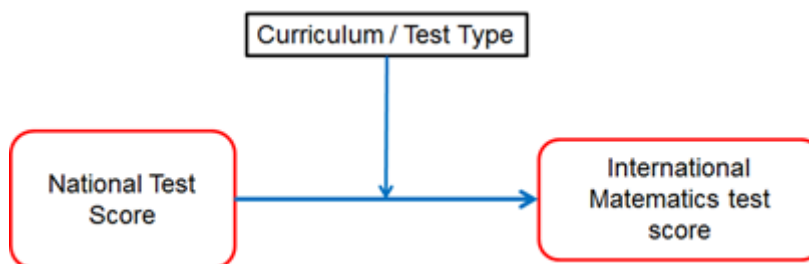 Curriculum / Test Type
National Test
Score
International
Matematics test
score